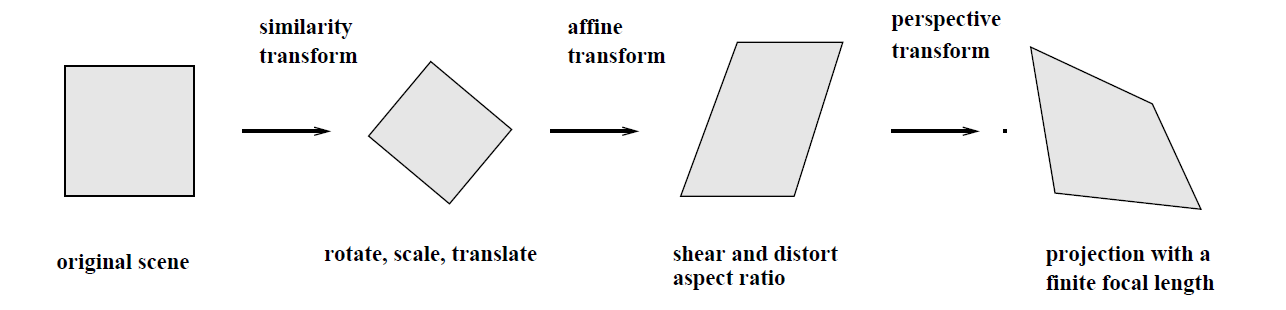 similarity
transform
affine
transform
perspective
transform
original scene
rotate, scale, translate
shear and distort
aspect ratio
projection with a
finite focal length